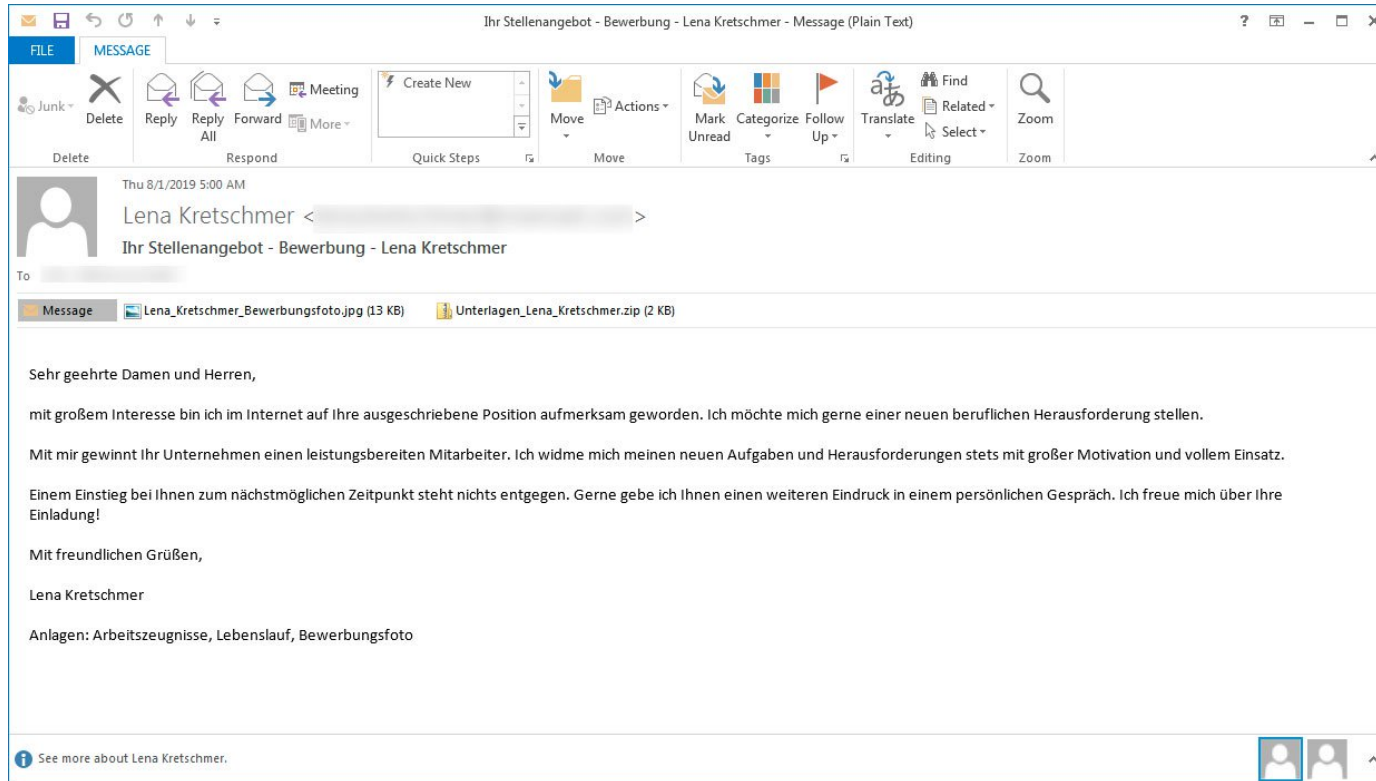 Ihr Stellenangebot - Bewerbung - Lena Kretschmer - Message (Plain Text)
?
FILE MESSAGE
Junk
Delete
Reply
Reply All
Forward
Meeting
More
Create New
Move
Actions
Mark Unread
Categorize
Follow Up
Translate
Find
Related
Select
Zoom
Delete Respond Quick Steps Move Tags Editing Zoom
Thu 8/1/2019 5:00 AM
Lena Kretschmer < >
Ihr Stellenangebot - Bewerbung - Lena Kretschmer
To
Message Lena_Kretschmer_Bewerbungsfoto.jpg (13 KB) Unterlagen_Lena_Kretschmer.zip (2 KB)
Sehr geehrte Damen und Herren,
mit großem Interesse bin ich im Internet auf Ihre ausgeschriebene Position aufmerksam geworden. Ich möchte mich gerne einer neuen beruflichen Herausforderung stellen.
Mit mir gewinnt Ihr Unternehmen einen leistungsbereiten Mitarbeiter. Ich widme mich meinen neuen Aufgaben und Herausforderungen stets mit großer Motivation und vollem Einsatz.
Einem Einstieg bei Ihnen zum nächstmöglichen Zeitpunkt steht nichts entgegen. Gerne gebe ich Ihnen einen weiteren Eindruck in einem persönlichen Gespräch. Ich freue mich über Ihre
Einladung!
Mit freundlichen Grüßen,
Lena Kretschmer
Anlagen: Arbeitszeugnisse, Lebenslauf, Bewerbungsfoto
See more about Lena Kretschmer.